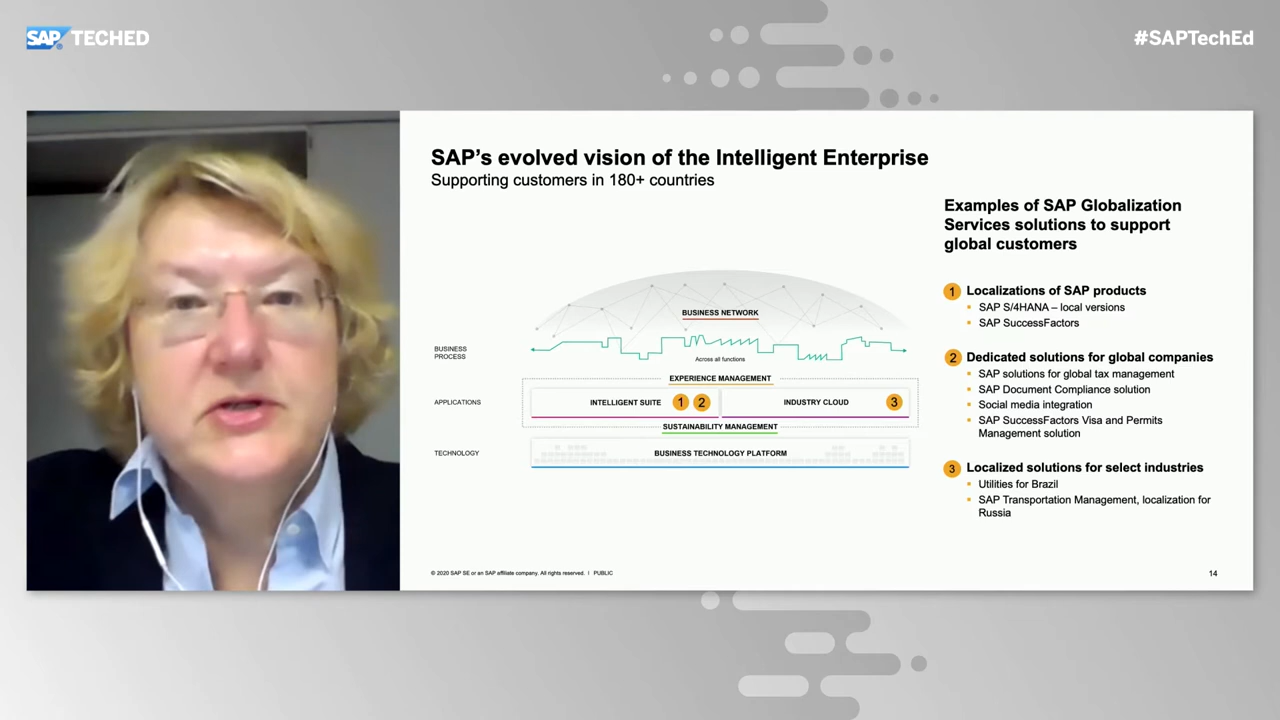 SAP TECHED
#SAPTechEd
SAP’s evolved vision of the Intelligent Enterprise
Supporting customers in 180+ countries
BUSINESS NETWORK
BUSINESS
PROCESS
Across all functions
EXPERIENCE MANAGEMENT
APPLICATIONS
INTELLIGENT SUITE 1 2
INDUSTRY CLOUD 3
SUSTAINABILITY MANAGEMENT
TECHNOLOGY
BUSINESS TECHNOLOGY PLATFORM
Examples of SAP Globalization
Services solutions to support
global customers
1 Localizations of SAP products
▪ SAP S/4HANA – local versions
▪ SAP SuccessFactors
2 Dedicated solutions for global companies
▪ SAP solutions for global tax management
▪ SAP Document Compliance solution
▪ Social media integration
▪ SAP SuccessFactors Visa and Permits
Management solution
3 Localized solutions for select industries
▪ Utilities for Brazil
▪ SAP Transportation Management, localization for
Russia
© 2020 SAP SE or an SAP affiliate company. All rights reserved. | PUBLIC
14